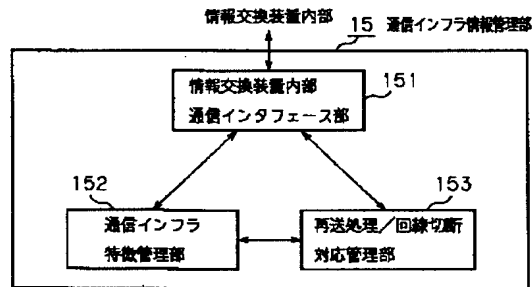 情報交換装置内部
15 通信インフラ情報管理部
情報交換装置内部
通信インタフェース部
151
152
通信インフラ
特徴管理部
153
再送処理／回線切断
対応管理部